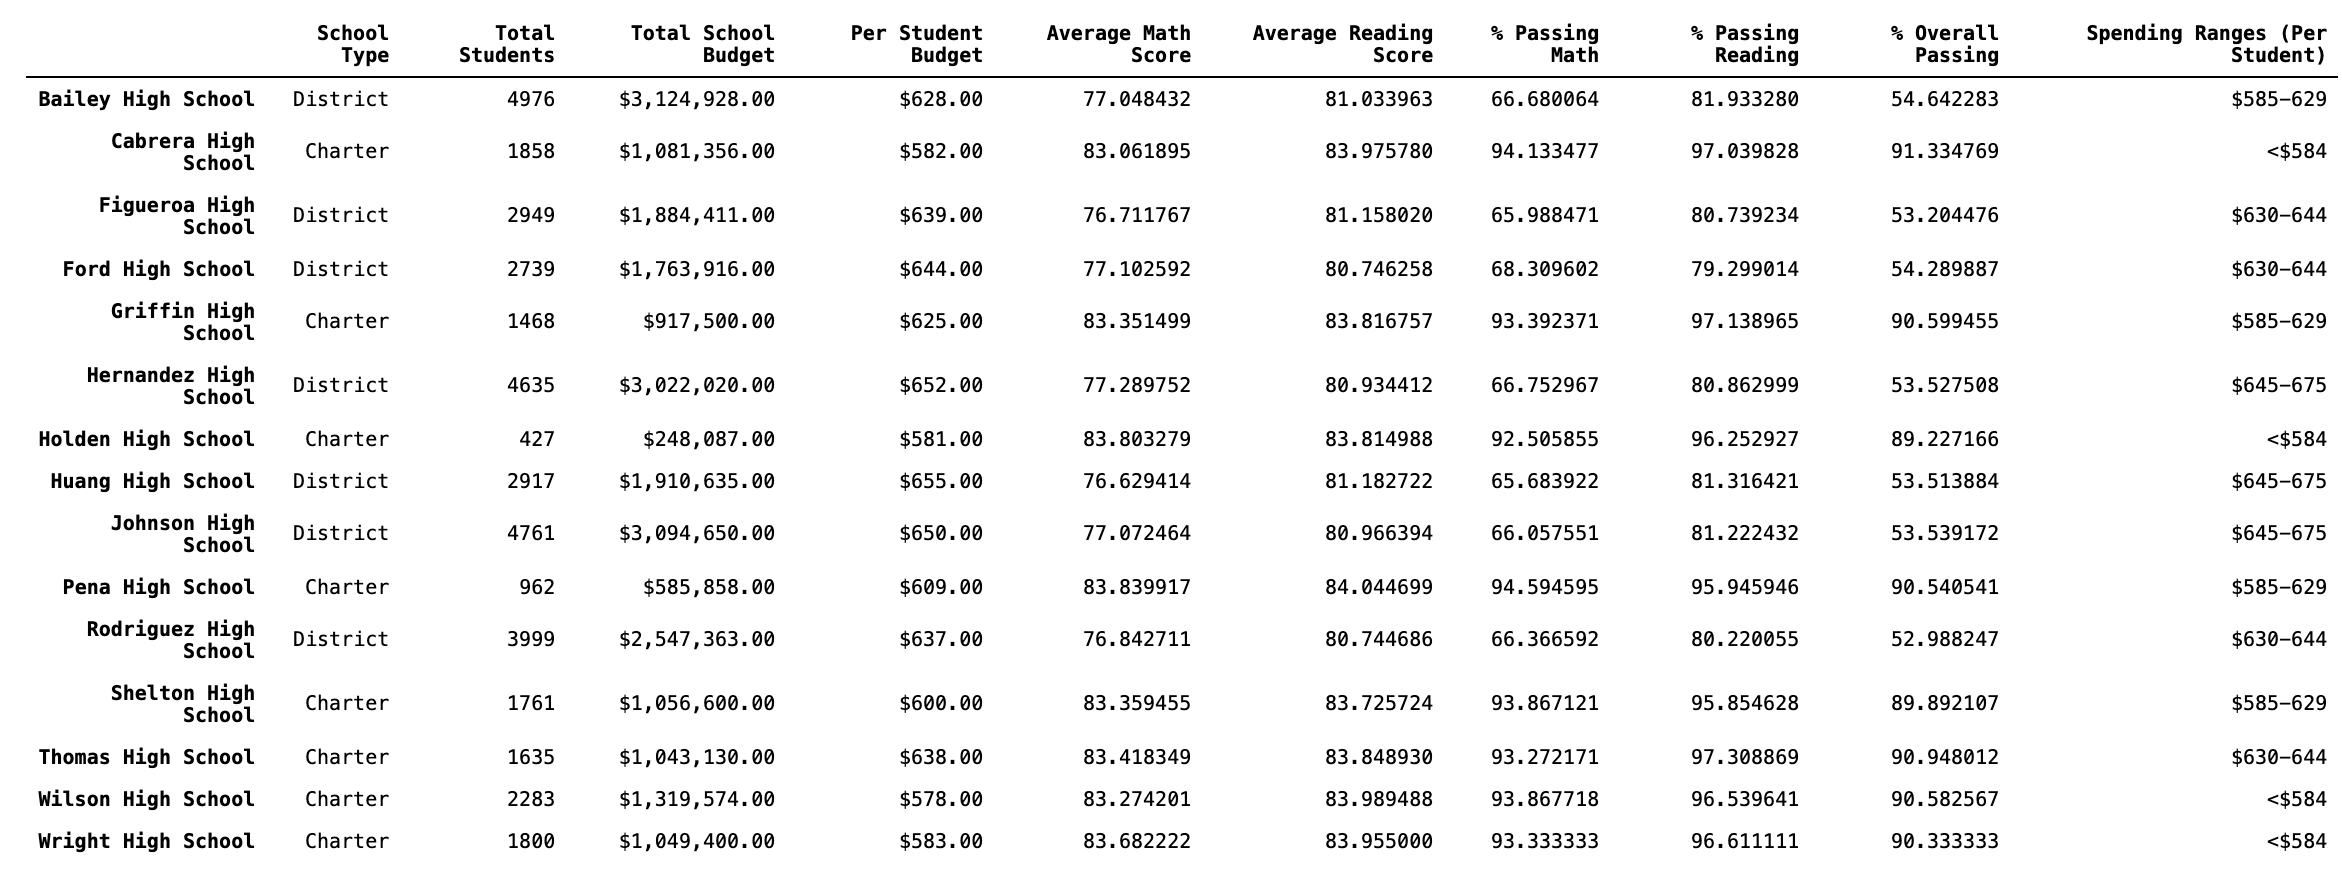 School Type Total Students Total School Budget Per Student Budget Average Math Score Average Reading Score % Passing Math % Passing Reading % Overall Passing Spending Ranges (Per Student)
Bailey High School District 4976 $3,124,928.00 $628.00 77.048432 81.033963 66.680064 81.933280 54.642283 $585-629
Cabrera High School Charter 1858 $1,081,356.00 $582.00 83.061895 83.975780 94.133477 97.039828 91.334769 <$584
Figueroa High School District 2949 $1,884,411.00 $639.00 76.711767 81.158020 65.988471 80.739234 53.204476 $630-644
Ford High School District 2739 $1,763,916.00 $644.00 77.102592 80.746258 68.309602 79.299014 54.289887 $630-644
Griffin High School Charter 1468 $917,500.00 $625.00 83.351499 83.816757 93.392371 97.138965 90.599455 $585-629
Hernandez High School District 4635 $3,022,020.00 $652.00 77.289752 80.934412 66.752967 80.862999 53.527508 $645-675
Holden High School Charter 427 $248,087.00 $581.00 83.803279 83.814988 92.505855 96.252927 89.227166 <$584
Huang High School District 2917 $1,910,635.00 $655.00 76.629414 81.182722 65.683922 81.316421 53.513884 $645-675
Johnson High School District 4761 $3,094,650.00 $650.00 77.072464 80.966394 66.057551 81.222432 53.539172 $645-675
Pena High School Charter 962 $585,858.00 $609.00 83.839917 84.044699 94.594595 95.945946 90.540541 $585-629
Rodriguez High School District 3999 $2,547,363.00 $637.00 76.842711 80.744686 66.366592 80.220055 52.988247 $630-644
Shelton High School Charter 1761 $1,056,600.00 $600.00 83.359455 83.725724 93.867121 95.854628 89.892107 $585-629
Thomas High School Charter 1635 $1,043,130.00 $638.00 83.418349 83.848930 93.272171 97.308869 90.948012 $630-644
Wilson High School Charter 2283 $1,319,574.00 $578.00 83.274201 83.989488 93.867718 96.539641 90.582567 <$584
Wright High School Charter 1800 $1,049,400.00 $583.00 83.682222 83.955000 93.333333 96.611111 90.333333 <$584